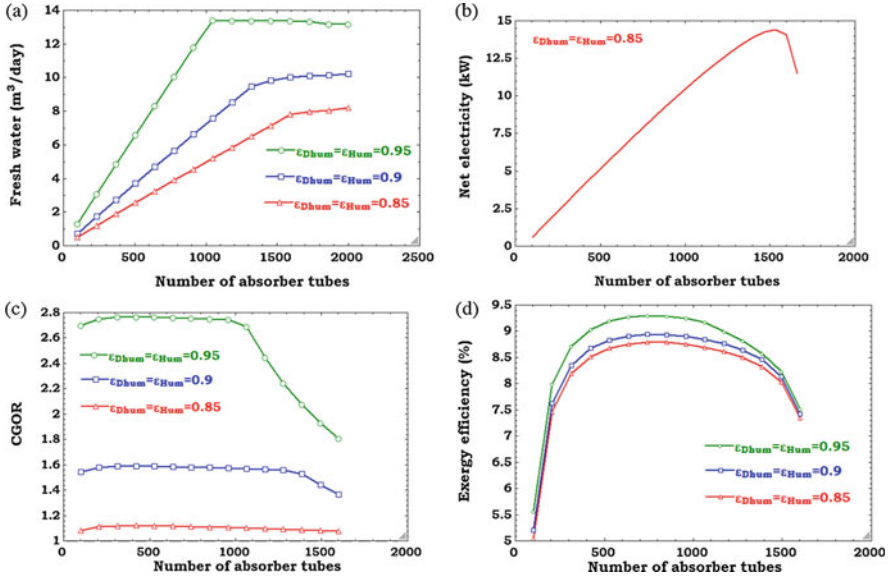 (a)
Fresh water (m³/day)
14
12
10
8
6
4
2
0
εDhum=εHum=0.95
εDhum=εHum=0.9
εDhum=εHum=0.85
0 500 1000 1500 2000 2500
Number of absorber tubes
(b)
Net electricity (kW)
15
12.5
10
7.5
5
2.5
0
εDhum=εHum=0.85
0 500 1000 1500 2000
Number of absorber tubes
(c)
CGOR
2.8
2.6
2.4
2.2
2
1.8
1.6
1.4
1.2
1
εDhum=εHum=0.95
εDhum=εHum=0.9
εDhum=εHum=0.85
0 500 1000 1500 2000
Number of absorber tubes
(d)
Exergy efficiency (%)
9.5
9
8.5
8
7.5
7
6.5
6
5.5
5
εDhum=εHum=0.95
εDhum=εHum=0.9
εDhum=εHum=0.85
0 500 1000 1500 2000
Number of absorber tubes